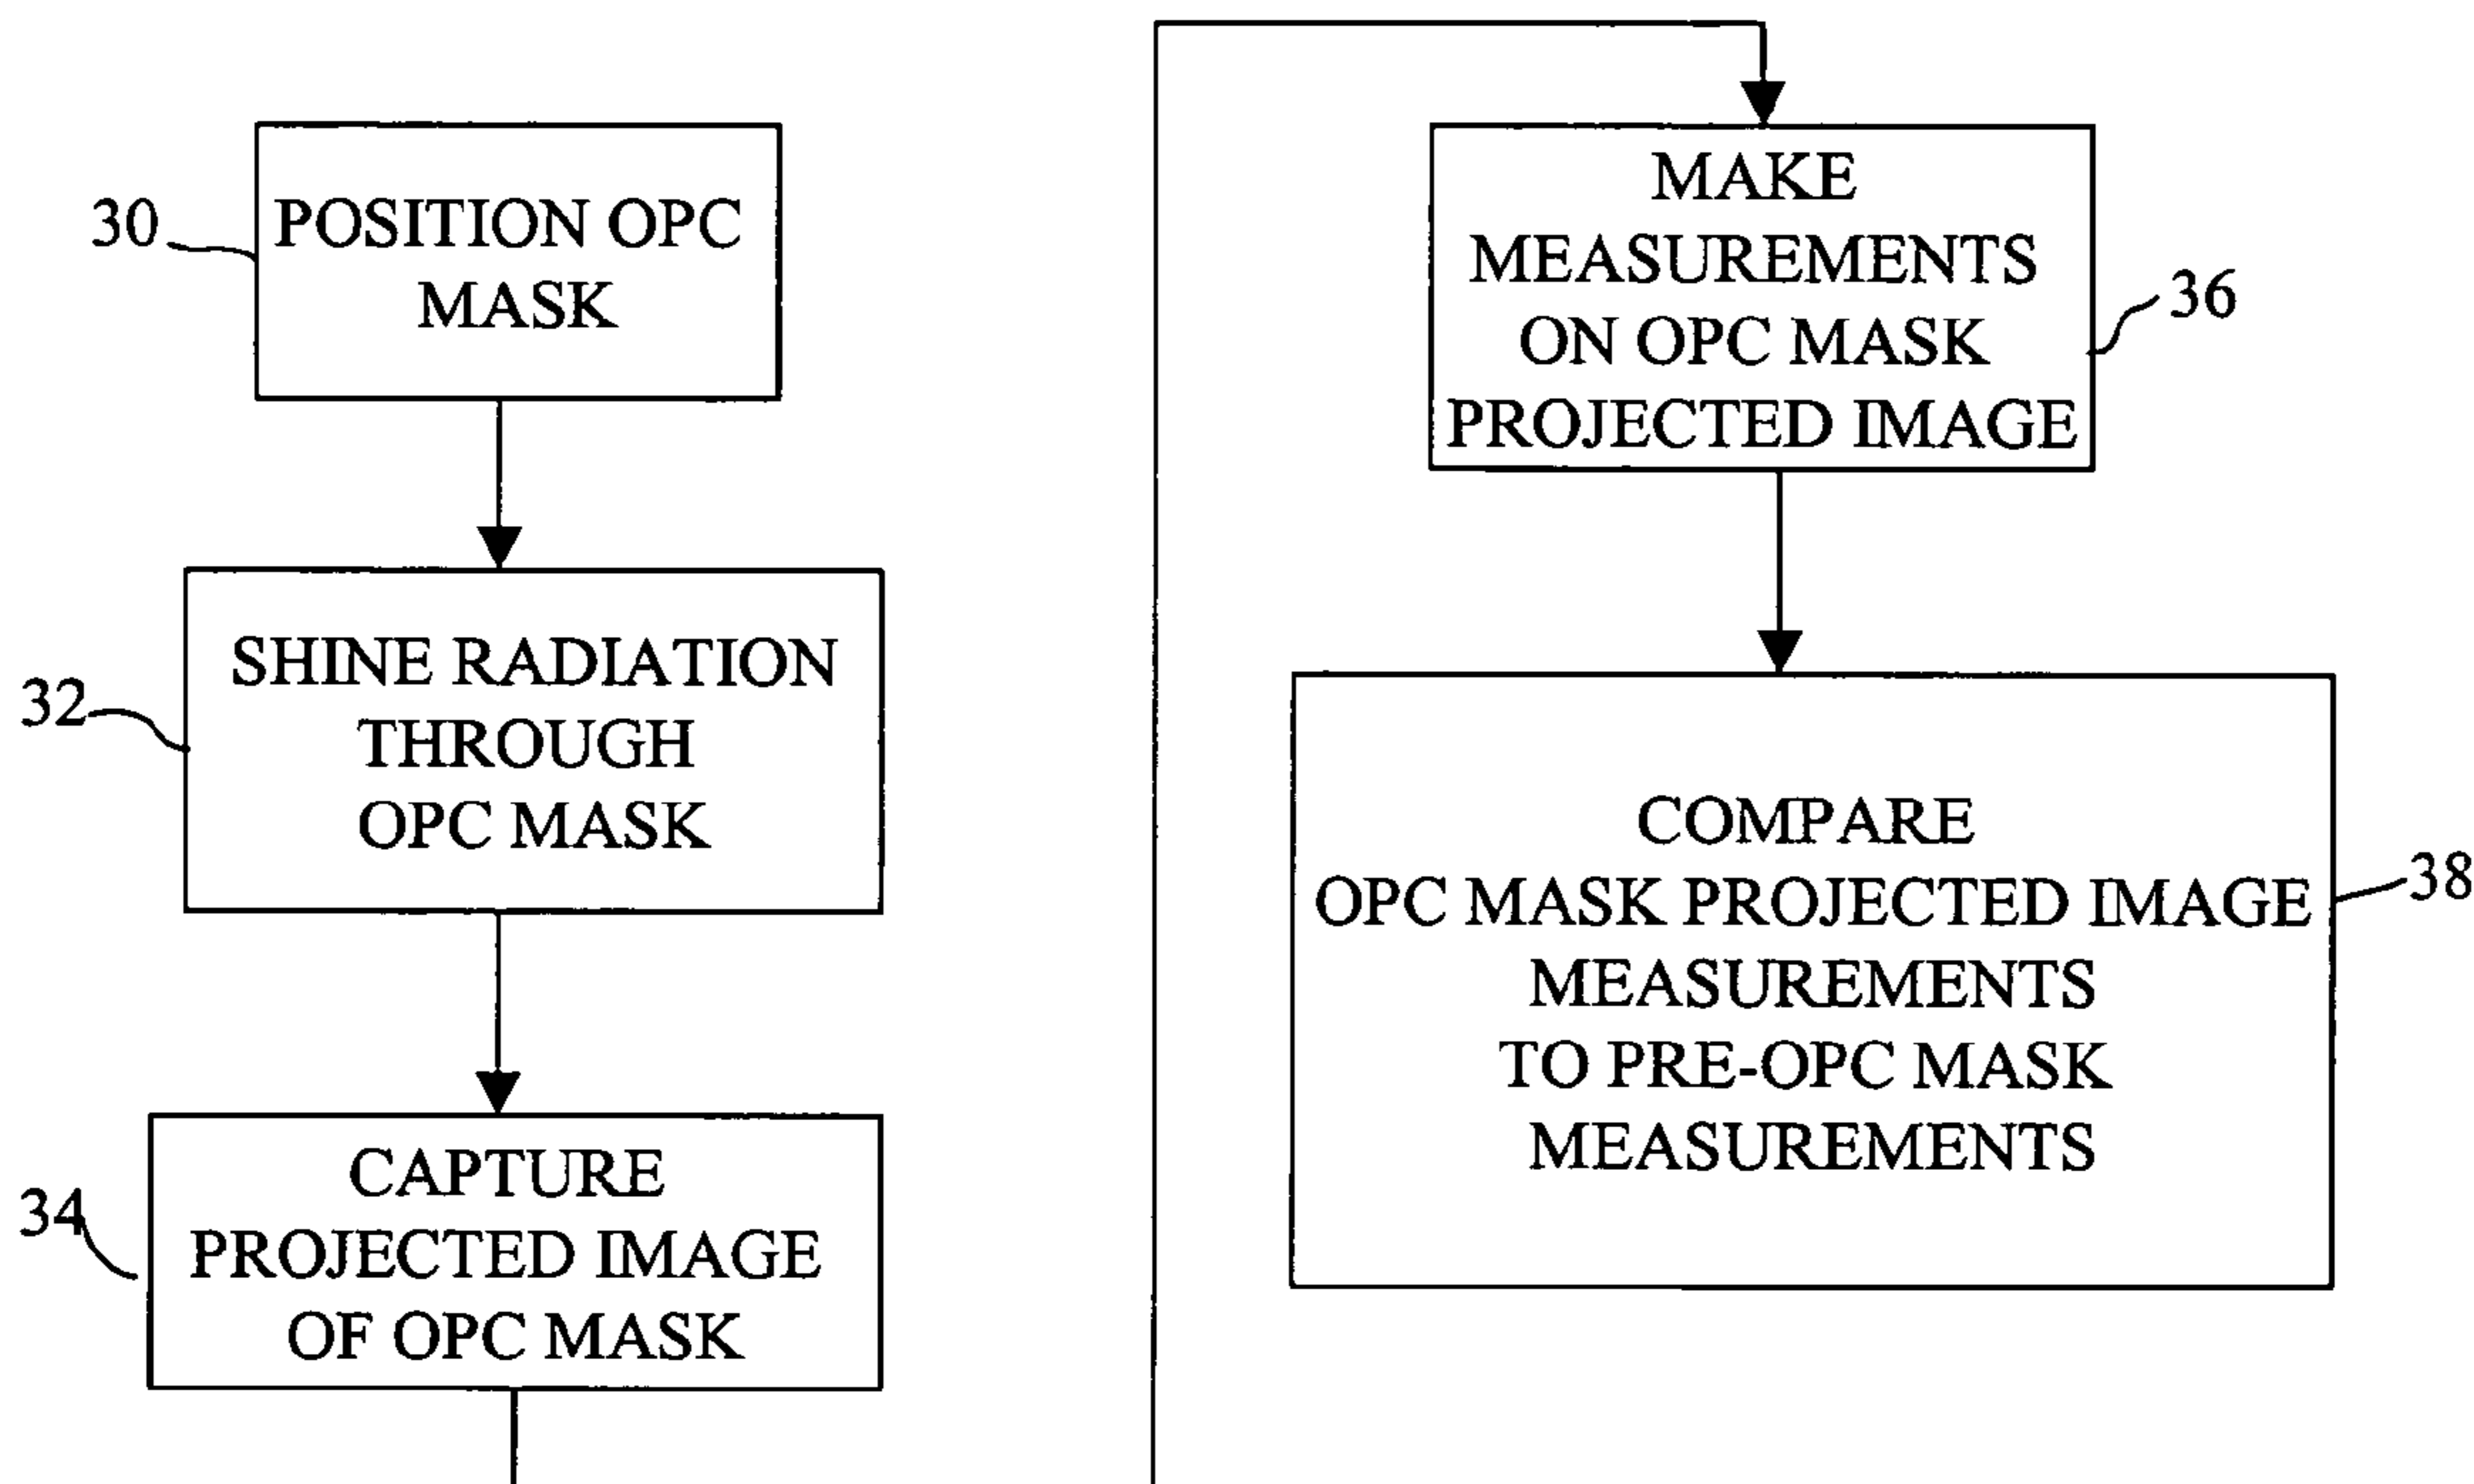 30
POSITION OPC
MASK
32
SHINE RADIATION
THROUGH
OPC MASK
34
CAPTURE
PROJECTED IMAGE
OF OPC MASK
MAKE
MEASUREMENTS
ON OPC MASK
PROJECTED IMAGE
36
COMPARE
OPC MASK PROJECTED IMAGE
MEASUREMENTS
TO PRE-OPC MASK
MEASUREMENTS
38